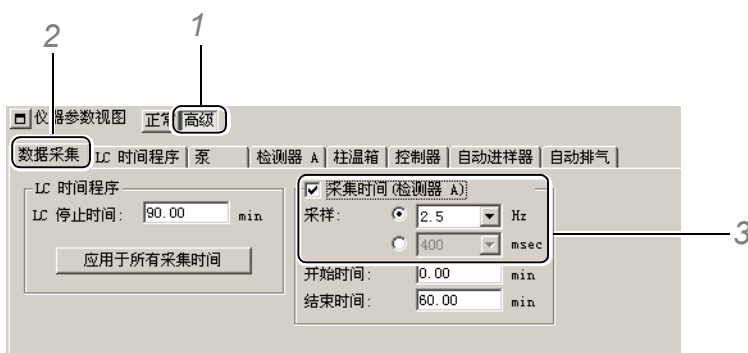 2 1
仪器参数视图 正常 高级
数据采集 LC 时间程序 泵 检测器 A 柱温箱 控制器 自动进样器 自动排气
LC 时间程序
LC 停止时间: 90.00 min
应用于所有采集时间
采集时间(检测器 A)
采样: 2.5 Hz
400 msec
3
开始时间: 0.00 min
结束时间: 60.00 min